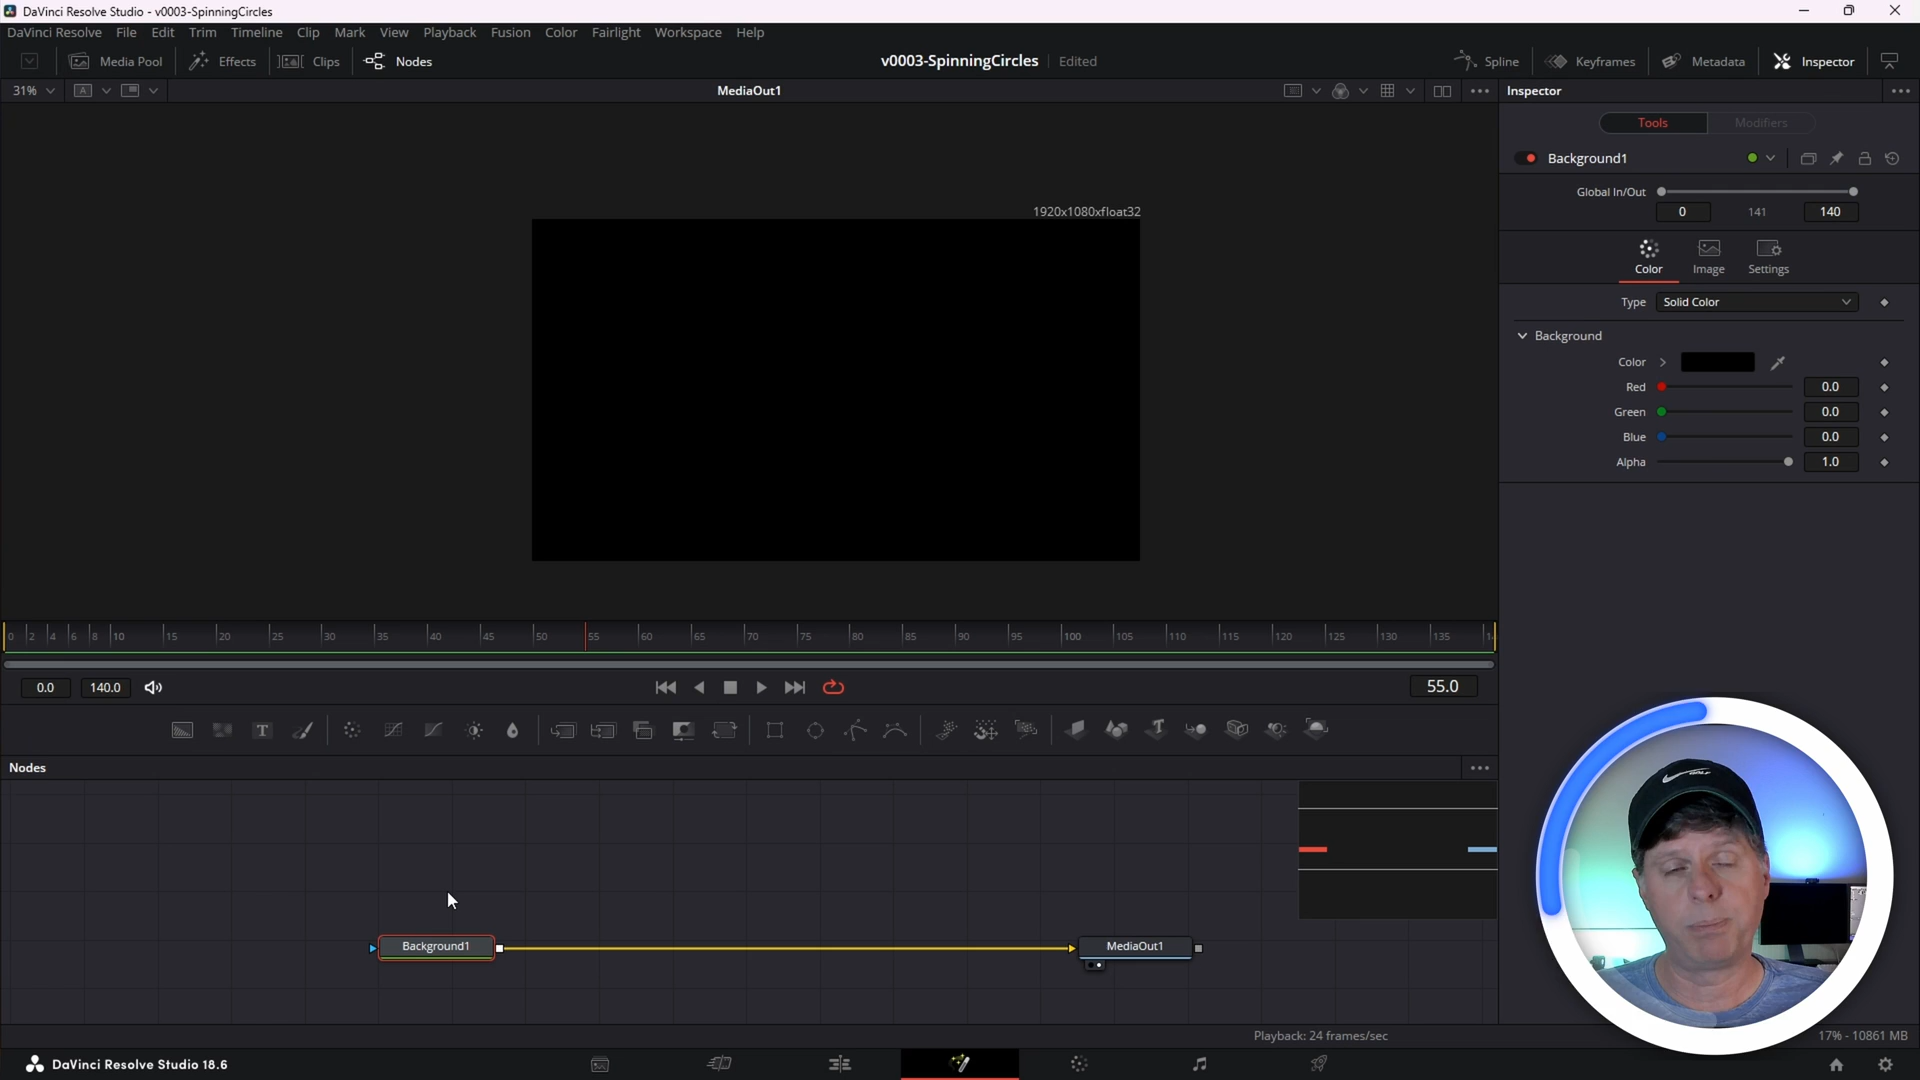 DaVinci Resolve Studio - v0003-SpinningCircles
DaVinci Resolve File Edit Trim Timeline Clip Mark View Playback Fusion Color Fairlight Workspace Help
Media Pool Effects Clips Nodes v0003-SpinningCircles Edited Spline Keyframes Metadata Inspector
31% A MediaOut1 Inspector
Tools Modifiers
Background1
Global In/Out
0 141 140
1920x1080xfloat32
Color Image Settings
Type Solid Color
Background
Color
Red 0.0
Green 0.0
Blue 0.0
Alpha 1.0
0 2 4 6 8 10 15 20 25 30 35 40 45 50 55 60 65 70 75 80 85 90 95 100 105 110 115 120 125 130 135
0.0 140.0 55.0
T T
Nodes
GOLF
Background1 MediaOut1
Playback: 24 frames/sec 17% - 10861 MB
DaVinci Resolve Studio 18.6